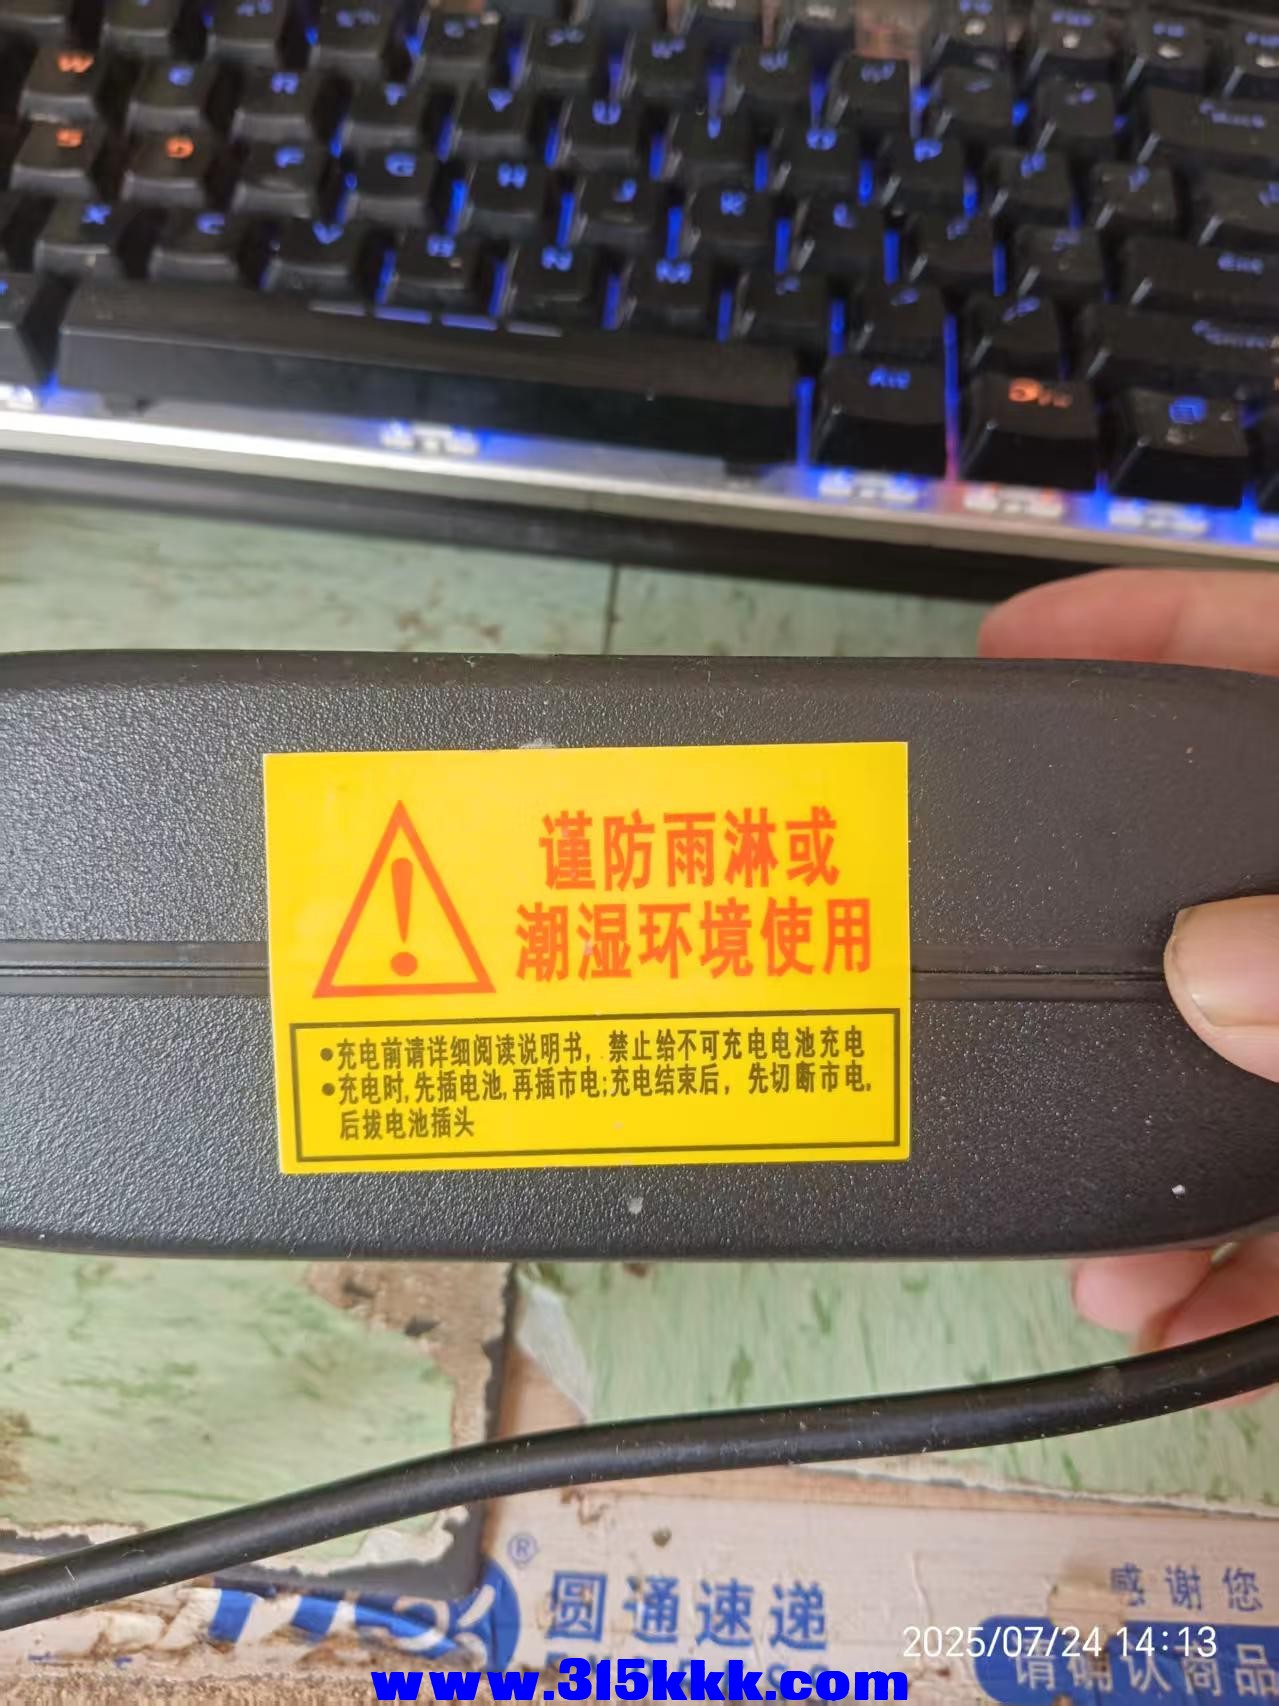 W E R T Y U I O P
S D F G H J K L
X C V B N M
Alt
谨防雨淋或
潮湿环境使用
●充电前请详细阅读说明书，禁止给不可充电电池充电
●充电时,先插电池,再插市电;充电结束后，先切断市电,
后拔电池插头
®
圆通速递
感谢您
请确认商品
2025/07/24 14:13
www.315kkk.com